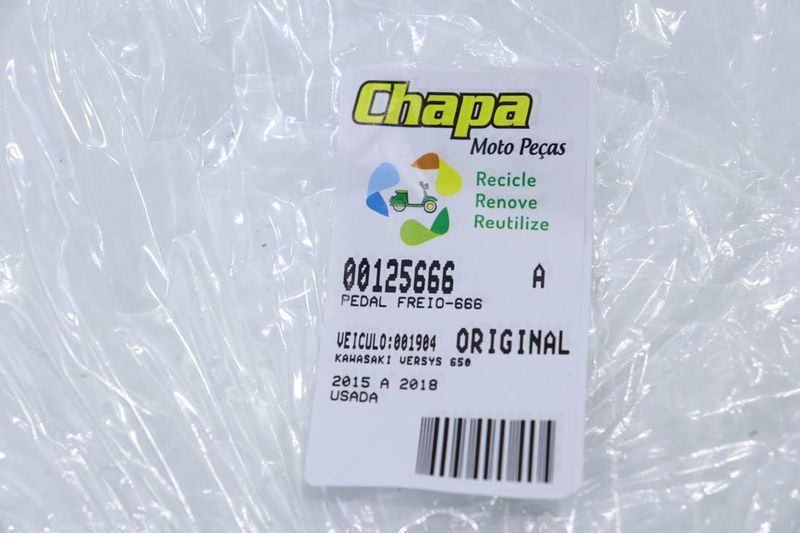 Chapa
Moto Peças
Recicle
Renove
Reutilize
00125666 A
PEDAL FREIO-666
VEICULO:001904 ORIGINAL
KAWASAKI VERSYS 650
2015 A 2018
USADA